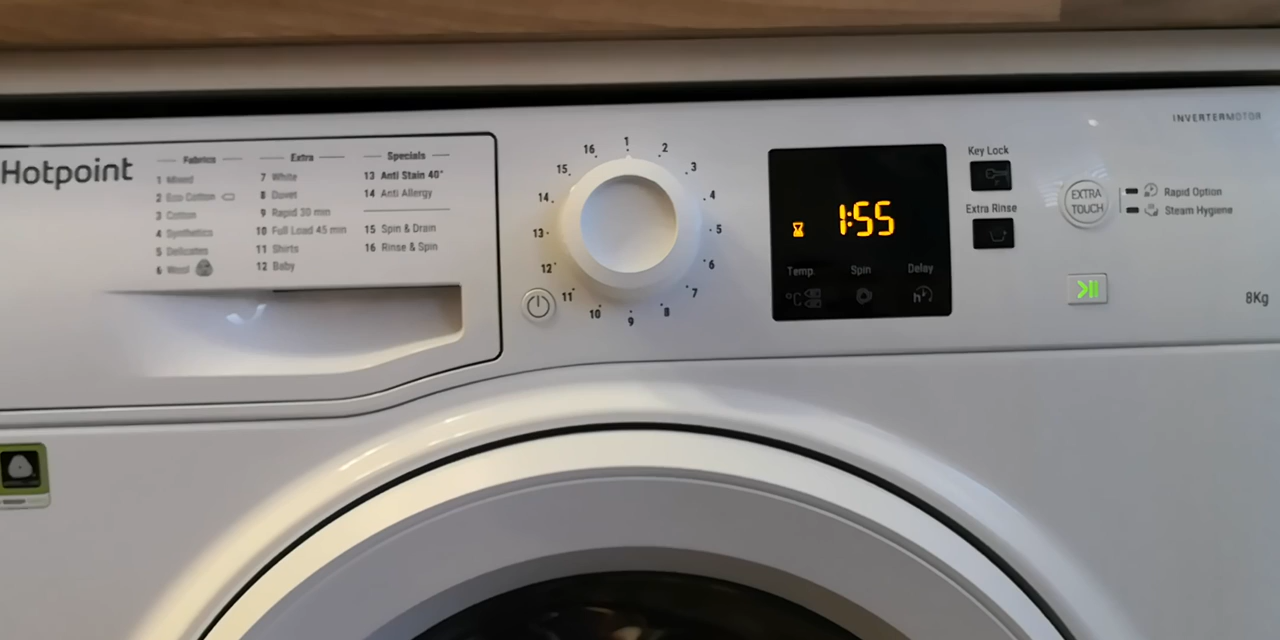 Hotpoint
Fabrics
1 Mixed
2 Eco Cotton
3 Cotton
4 Synthetics
5 Delicates
6 Wool
Extra
7 White
8 Duvet
9 Rapid 30 min
10 Full Load 45 min
11 Shirts
12 Baby
Specials
13 Anti Stain 40°
14 Anti Allergy
15 Spin & Drain
16 Rinse & Spin
1
2
3
4
5
6
7
8
9
10
11
12
13
14
15
16
1:55
Temp.
Spin
Delay
°C
h
Key Lock
Extra Rinse
EXTRA
TOUCH
Rapid Option
Steam Hygiene
INVERTERMOTOR
8Kg